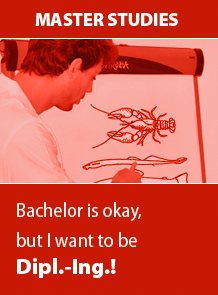 MASTER STUDIES
Bachelor is okay,
but I want to be
Dipl.-Ing.!